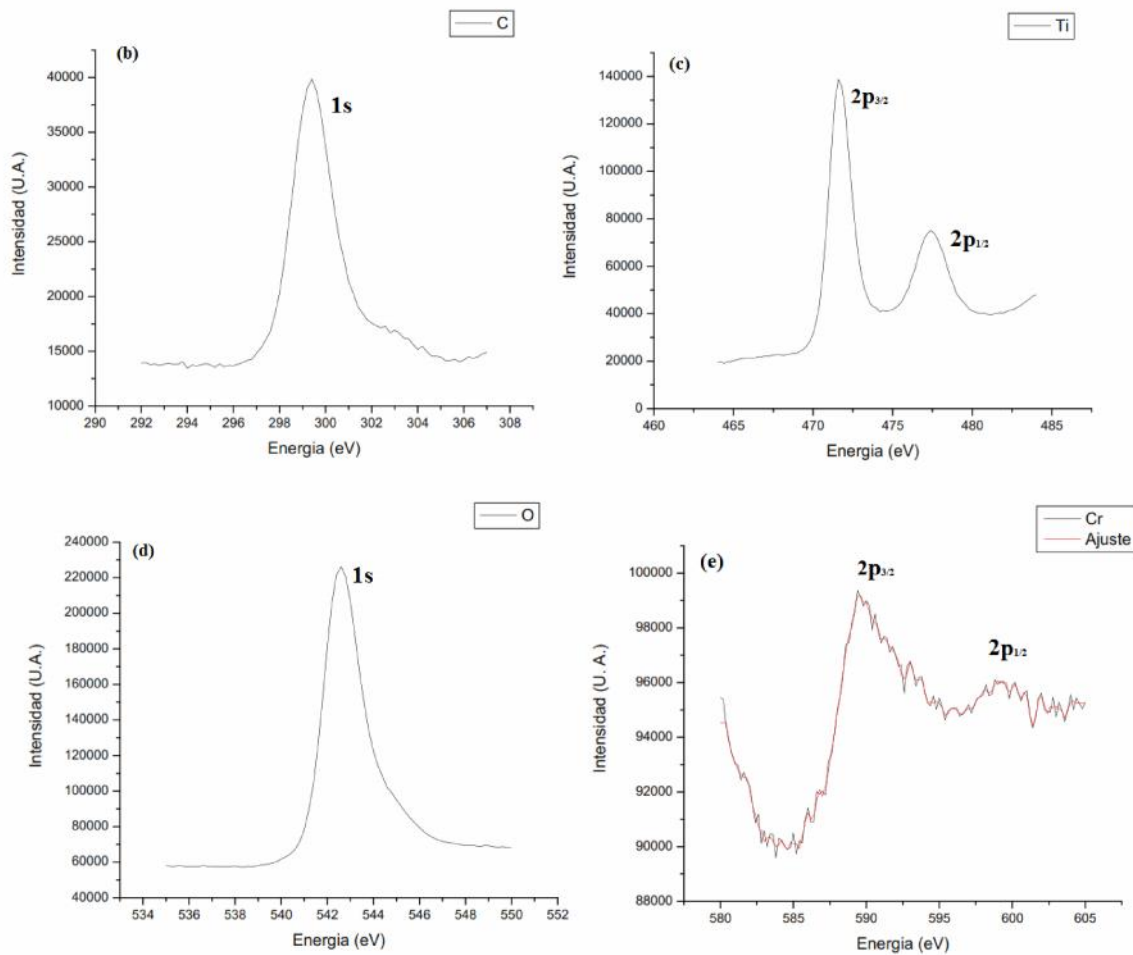 C
(b)
1s
40000
35000
30000
25000
20000
15000
10000
Intensidad (U.A.)
290 292 294 296 298 300 302 304 306 308
Energia (eV)
Ti
(c)
2p3/2
2p1/2
140000
120000
100000
80000
60000
40000
20000
0
Intensidad (U.A.)
460 465 470 475 480 485
Energia (eV)
O
(d)
1s
240000
220000
200000
180000
160000
140000
120000
100000
80000
60000
40000
Intensidad (U.A.)
534 536 538 540 542 544 546 548 550 552
Energia (eV)
Cr
Ajuste
(e)
2p3/2
2p1/2
100000
98000
96000
94000
92000
90000
88000
Intensidad (U. A.)
580 585 590 595 600 605
Energia (eV)